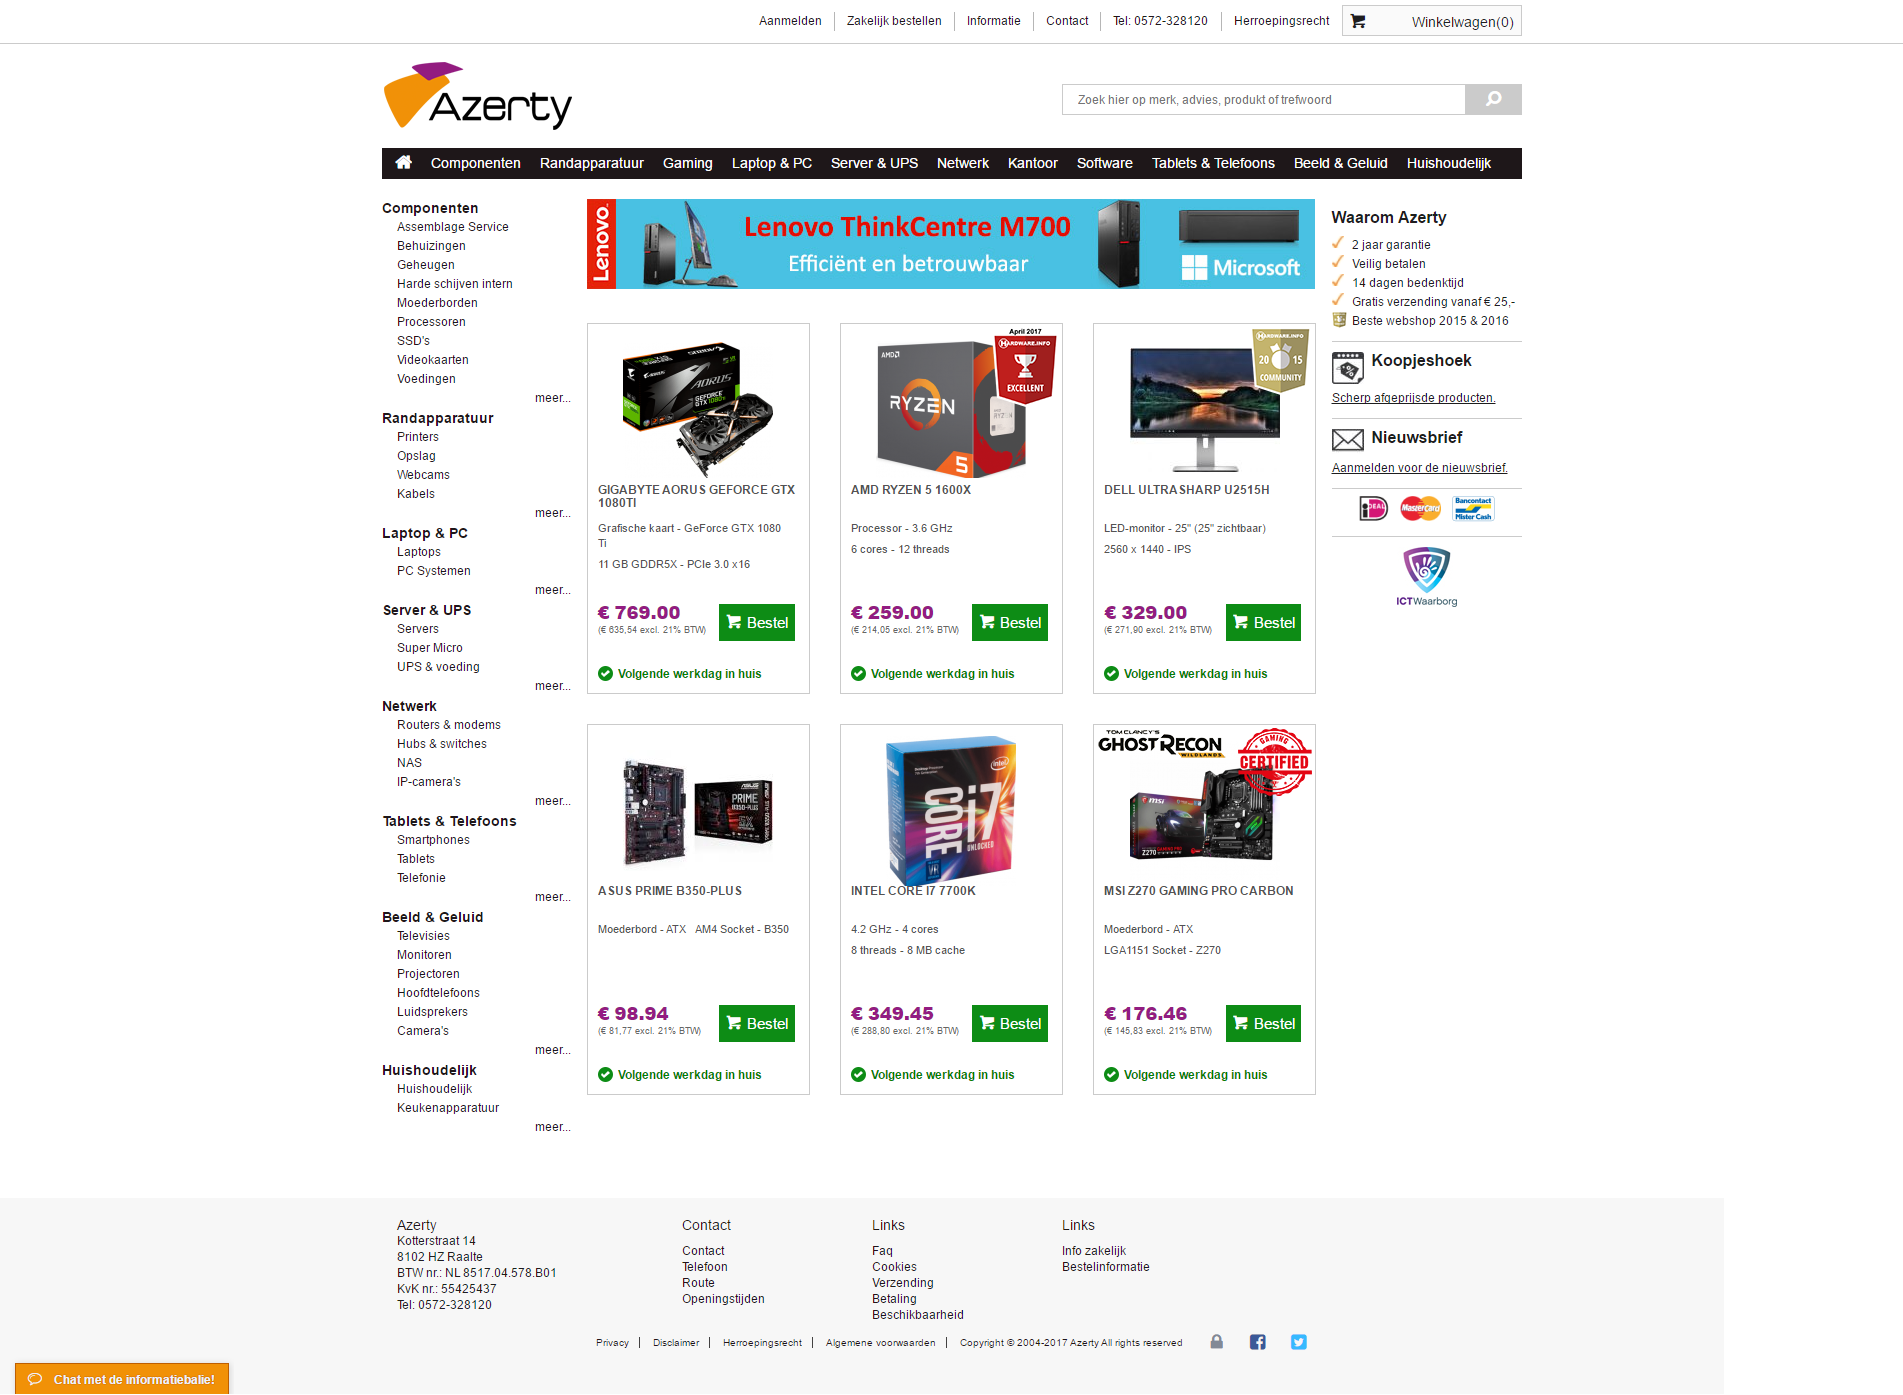 Aanmelden
Zakelijk bestellen
Informatie
Contact
Tel: 0572-328120
Herroepingsrecht
Winkelwagen(0)
Azerty
Zoek hier op merk, advies, produkt of trefwoord
Componenten
Randapparatuur
Gaming
Laptop & PC
Server & UPS
Netwerk
Kantoor
Software
Tablets & Telefoons
Beeld & Geluid
Huishoudelijk
Componenten
Assemblage Service
Behuizingen
Geheugen
Harde schijven intern
Moederborden
Processoren
SSD's
Videokaarten
Voedingen
meer...
Randapparatuur
Printers
Opslag
Webcams
Kabels
meer...
Laptop & PC
Laptops
PC Systemen
meer...
Server & UPS
Servers
Super Micro
UPS & voeding
meer...
Netwerk
Routers & modems
Hubs & switches
NAS
IP-camera's
meer...
Tablets & Telefoons
Smartphones
Tablets
Telefonie
meer...
Beeld & Geluid
Televisies
Monitoren
Projectoren
Hoofdtelefoons
Luidsprekers
Camera's
meer...
Huishoudelijk
Huishoudelijk
Keukenapparatuur
meer...
Lenovo
Lenovo ThinkCentre M700
Efficiënt en betrouwbaar
Microsoft
AORUS
GEFORCE
GTX 1080
GIGABYTE AORUS GEFORCE GTX
1080TI
Grafische kaart - GeForce GTX 1080
Ti
11 GB GDDR5X - PCIe 3.0 x16
€ 769.00
(€ 635,54 excl. 21% BTW)
Bestel
Volgende werkdag in huis
April 2017
HARDWARE.INFO
EXCELLENT
AMD
RYZEN
RYZEN
5
AMD RYZEN 5 1600X
Processor - 3.6 GHz
6 cores - 12 threads
€ 259.00
(€ 214,05 excl. 21% BTW)
Bestel
Volgende werkdag in huis
HARDWARE.INFO
20 15
COMMUNITY
DELL ULTRASHARP U2515H
LED-monitor - 25" (25" zichtbaar)
2560 x 1440 - IPS
€ 329.00
(€ 271,90 excl. 21% BTW)
Bestel
Volgende werkdag in huis
ASUS
PRIME
B350-PLUS
ASUS PRIME B350-PLUS
Moederbord - ATX AM4 Socket - B350
€ 98.94
(€ 81,77 excl. 21% BTW)
Bestel
Volgende werkdag in huis
intel
CORE i7
UNLOCKED
VR
INTEL CORE I7 7700K
4.2 GHz - 4 cores
8 threads - 8 MB cache
€ 349.45
(€ 288,80 excl. 21% BTW)
Bestel
Volgende werkdag in huis
TOM CLANCY'S
GHOST RECON
WILDLANDS
GAMING
CERTIFIED
msi
Z270
MSI Z270 GAMING PRO CARBON
Moederbord - ATX
LGA1151 Socket - Z270
€ 176.46
(€ 145,83 excl. 21% BTW)
Bestel
Volgende werkdag in huis
Waarom Azerty
2 jaar garantie
Veilig betalen
14 dagen bedenktijd
Gratis verzending vanaf € 25,-
Beste webshop 2015 & 2016
Koopjeshoek
Scherp afgeprijsde producten.
Nieuwsbrief
Aanmelden voor de nieuwsbrief.
iDEAL
MasterCard
Bancontact
Mister Cash
ICTWaarborg
Azerty
Kotterstraat 14
8102 HZ Raalte
BTW nr.: NL 8517.04.578.B01
KvK nr.: 55425437
Tel: 0572-328120
Contact
Contact
Telefoon
Route
Openingstijden
Links
Faq
Cookies
Verzending
Betaling
Beschikbaarheid
Links
Info zakelijk
Bestelinformatie
Privacy
Disclaimer
Herroepingsrecht
Algemene voorwaarden
Copyright © 2004-2017 Azerty All rights reserved
Chat met de informatiebalie!